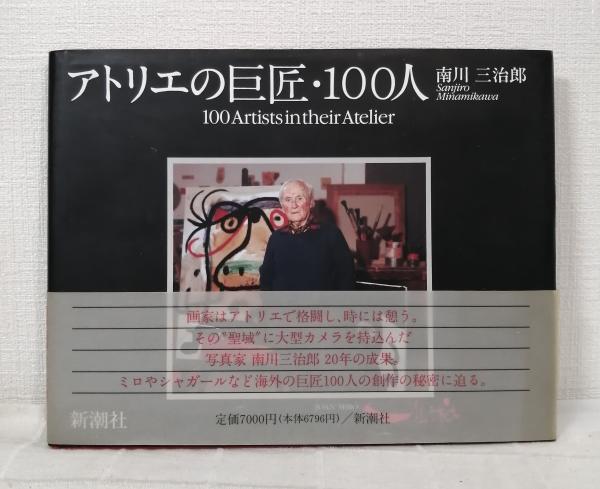 アトリエの巨匠・100人
南川 三治郎
Sanjiro
Minamikawa
100 Artists in their Atelier
画家はアトリエで格闘し、時には憩う。
その“聖域”に大型カメラを持込んだ
写真家 南川三治郎 20年の成果。
ミロやシャガールなど海外の巨匠100人の創作の秘密に迫る。
JOAN MIRO
新潮社
定価7000円(本体6796円)/新潮社